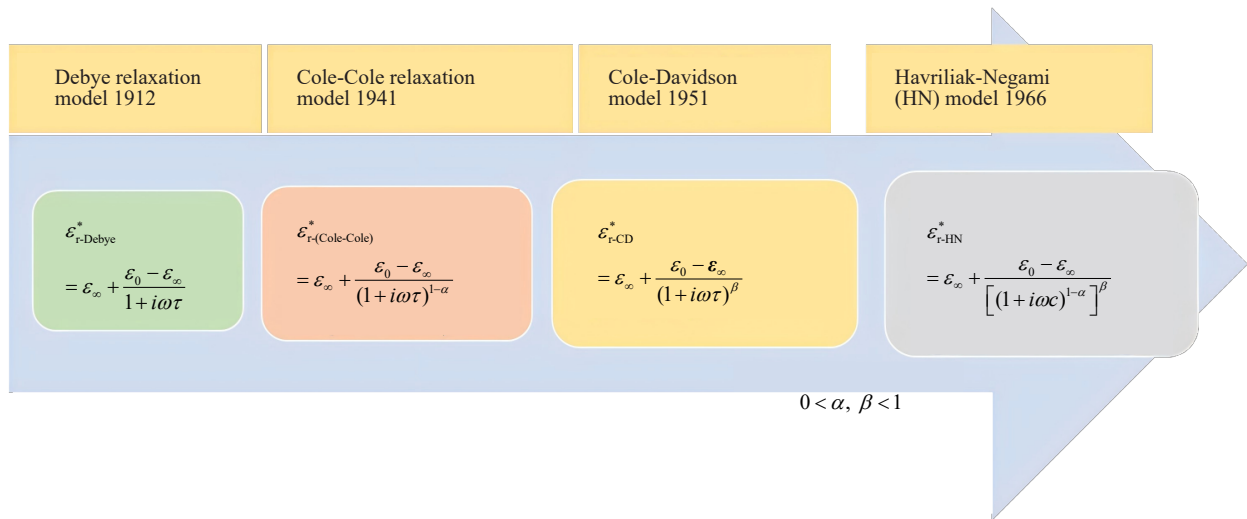 Debye relaxation
model 1912
Cole-Cole relaxation
model 1941
Cole-Davidson
model 1951
Havriliak-Negami
(HN) model 1966
ε*r-Debye
= ε∞ + (ε0 − ε∞)/(1 + iωτ)
ε*r-(Cole-Cole)
= ε∞ + (ε0 − ε∞)/(1 + iωτ)^(1−α)
ε*r-CD
= ε∞ + (ε0 − ε∞)/(1 + iωτ)^β
ε*r-HN
= ε∞ + (ε0 − ε∞)/[(1 + iωc)^(1−α)]^β
0 < α, β < 1